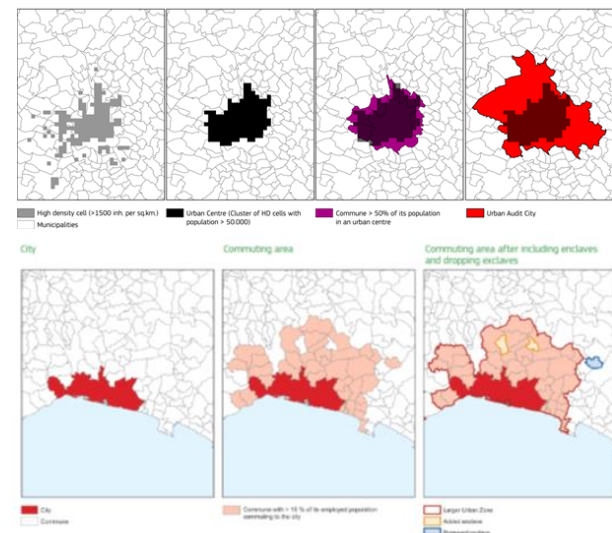 High density cell (>1500 inh. per sq.km.)
Municipalities
Urban Centre (Cluster of HD cells with
population > 50.000)
Commune > 50% of its population
in an urban centre
Urban Audit City
City
Commuting area
Commuting area after including enclaves
and dropping exclaves
City
Commune
Commune with > 15 % of its employed population
commuting to the city
Larger Urban Zone
Added enclave